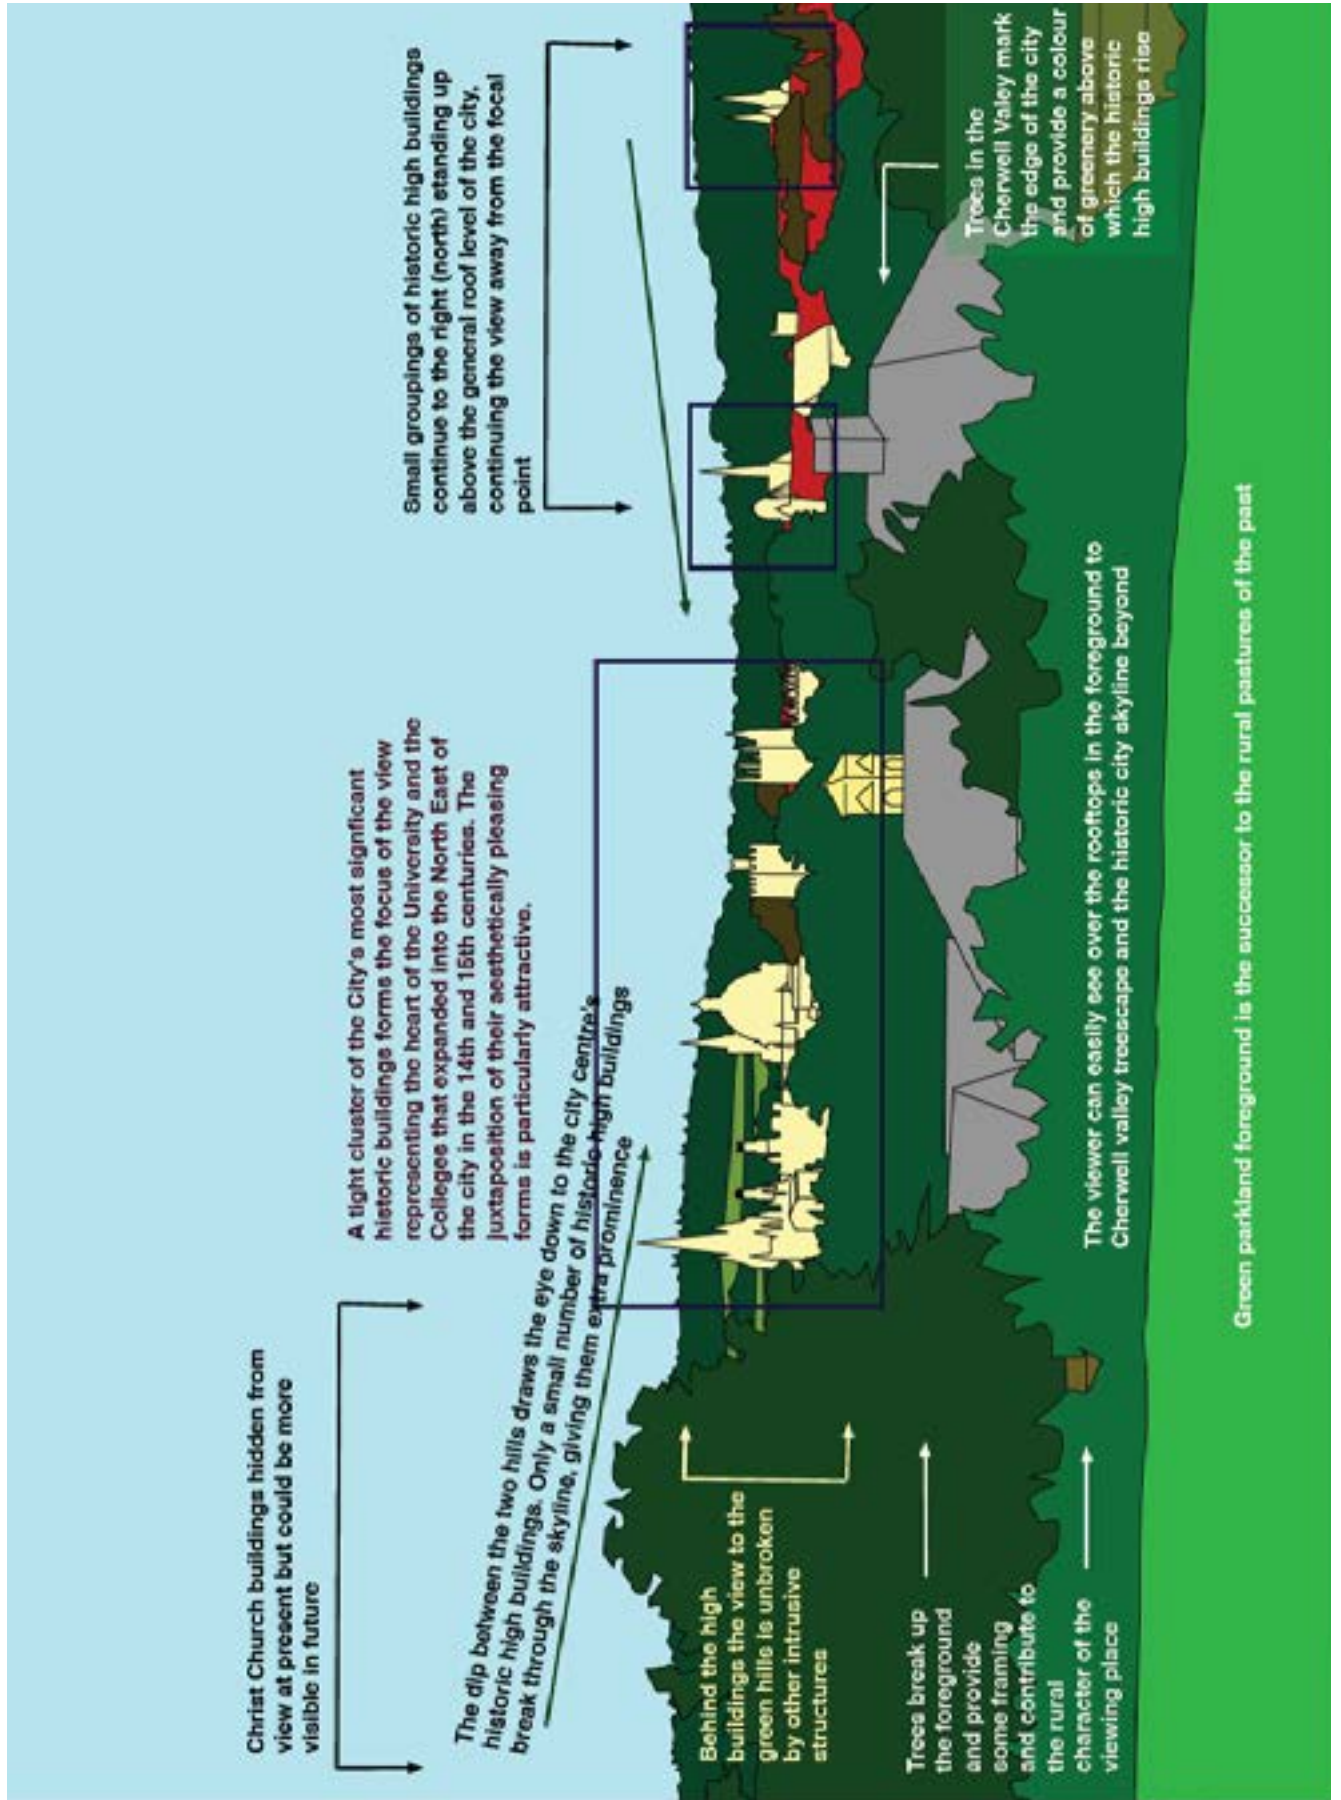 Christ Church buildings hidden from
view at present but could be more
visible in future
A tight cluster of the City's most signficant
historic buildings forms the focus of the view
representing the heart of the University and the
Colleges that expanded into the North East of
the city in the 14th and 15th centuries. The
juxtaposition of their aesthetically pleasing
forms is particularly attractive.
Small groupings of historic high buildings
continue to the right (north) standing up
above the general roof level of the city,
continuing the view away from the focal
point
The dip between the two hills draws the eye down to the city centre's
historic high buildings. Only a small number of historic high buildings
break through the skyline, giving them extra prominence
Behind the high
buildings the view to the
green hills is unbroken
by other intrusive
structures
Trees break up
the foreground
and provide
some framing
and contribute to
the rural
character of the
viewing place
The viewer can easily see over the rooftops in the foreground to
Cherwell valley treescape and the historic city skyline beyond
Trees in the
Cherwell Valey mark
the edge of the city
and provide a colour
of greenery above
which the historic
high buildings rise
Green parkland foreground is the successor to the rural pastures of the past